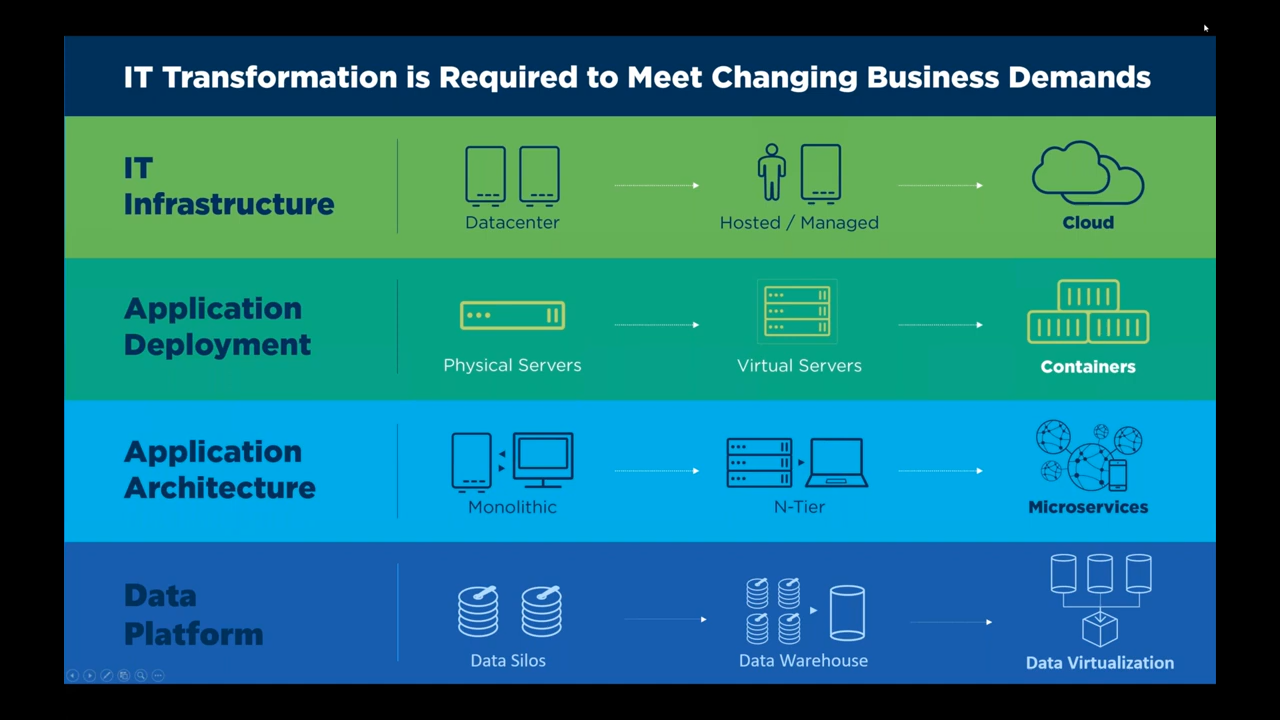 IT Transformation is Required to Meet Changing Business Demands
IT
Infrastructure
Datacenter
Hosted / Managed
Cloud
Application
Deployment
Physical Servers
Virtual Servers
Containers
Application
Architecture
Monolithic
N-Tier
Microservices
Data
Platform
Data Silos
Data Warehouse
Data Virtualization